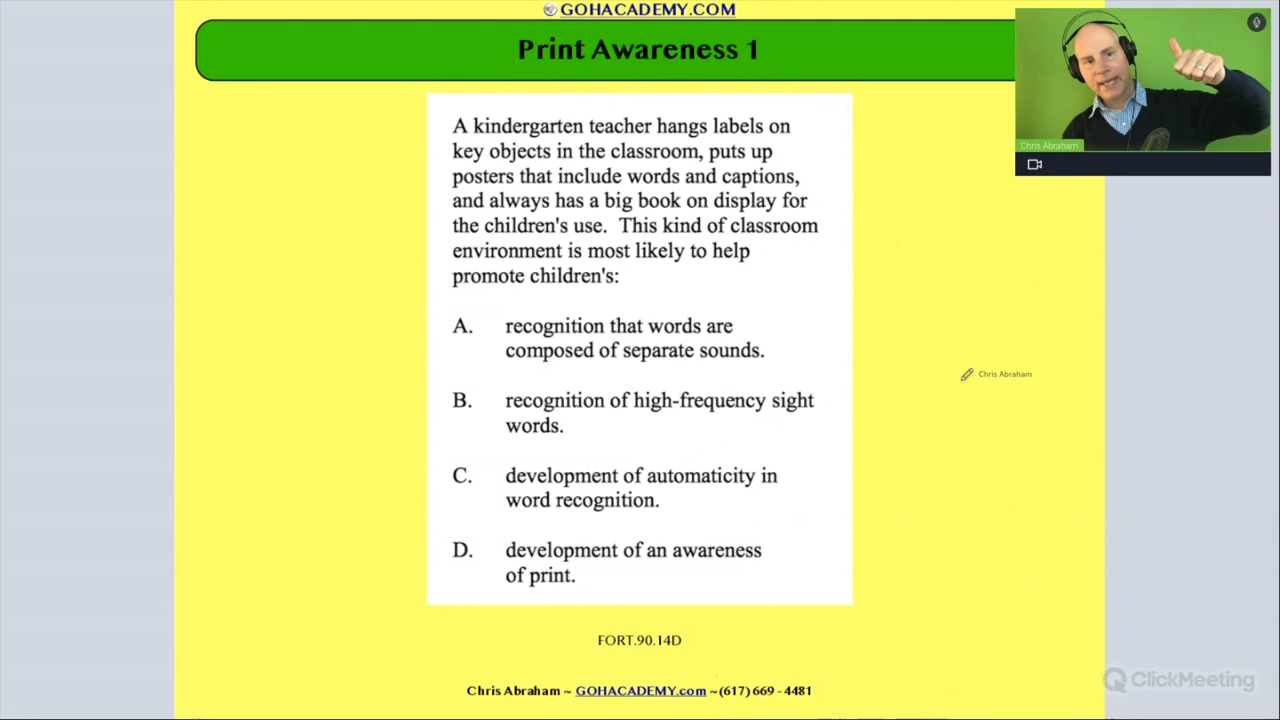 GOHACADEMY.COM
Print Awareness 1
Chris Abraham
A kindergarten teacher hangs labels on
key objects in the classroom, puts up
posters that include words and captions,
and always has a big book on display for
the children's use. This kind of classroom
environment is most likely to help
promote children's:
A. recognition that words are
composed of separate sounds.
B. recognition of high-frequency sight
words.
Chris Abraham
C. development of automaticity in
word recognition.
D. development of an awareness
of print.
FORT.90.14D
Chris Abraham ~ GOHACADEMY.com ~(617) 669 - 4481
ClickMeeting